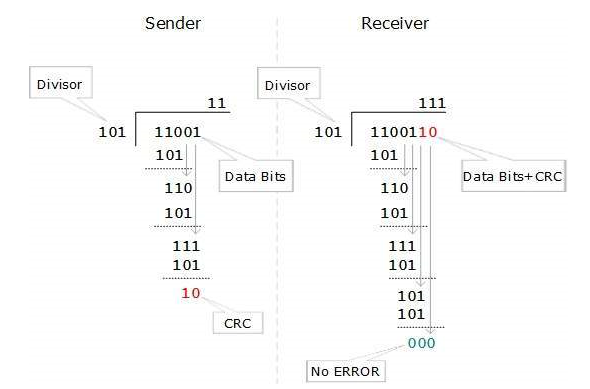 Sender
Receiver
Divisor
11
101
11001
101
Data Bits
110
101
111
101
10
CRC
Divisor
111
101
1100110
101
Data Bits+CRC
110
101
111
101
101
101
000
No ERROR